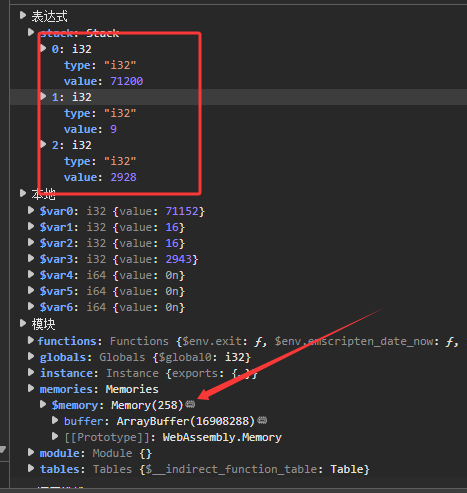 表达式
stack: Stack
0: i32
type: "i32"
value: 71200
1: i32
type: "i32"
value: 9
2: i32
type: "i32"
value: 2928
本地
$var0: i32 {value: 71152}
$var1: i32 {value: 16}
$var2: i32 {value: 16}
$var3: i32 {value: 2943}
$var4: i64 {value: 0n}
$var5: i64 {value: 0n}
$var6: i64 {value: 0n}
模块
functions: Functions {$env.exit: ƒ, $env.emscripten_date_now: ƒ,
globals: Globals {$global0: i32}
instance: Instance {exports: {…}}
memories: Memories
$memory: Memory(258)
buffer: ArrayBuffer(16908288)
[[Prototype]]: WebAssembly.Memory
module: Module {}
tables: Tables {$__indirect_function_table: Table}